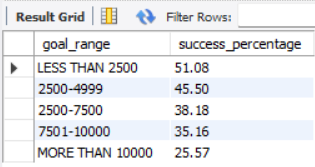 Result Grid Filter Rows:
goal_range success_percentage
LESS THAN 2500 51.08
2500-4999 45.50
2500-7500 38.18
7501-10000 35.16
MORE THAN 10000 25.57